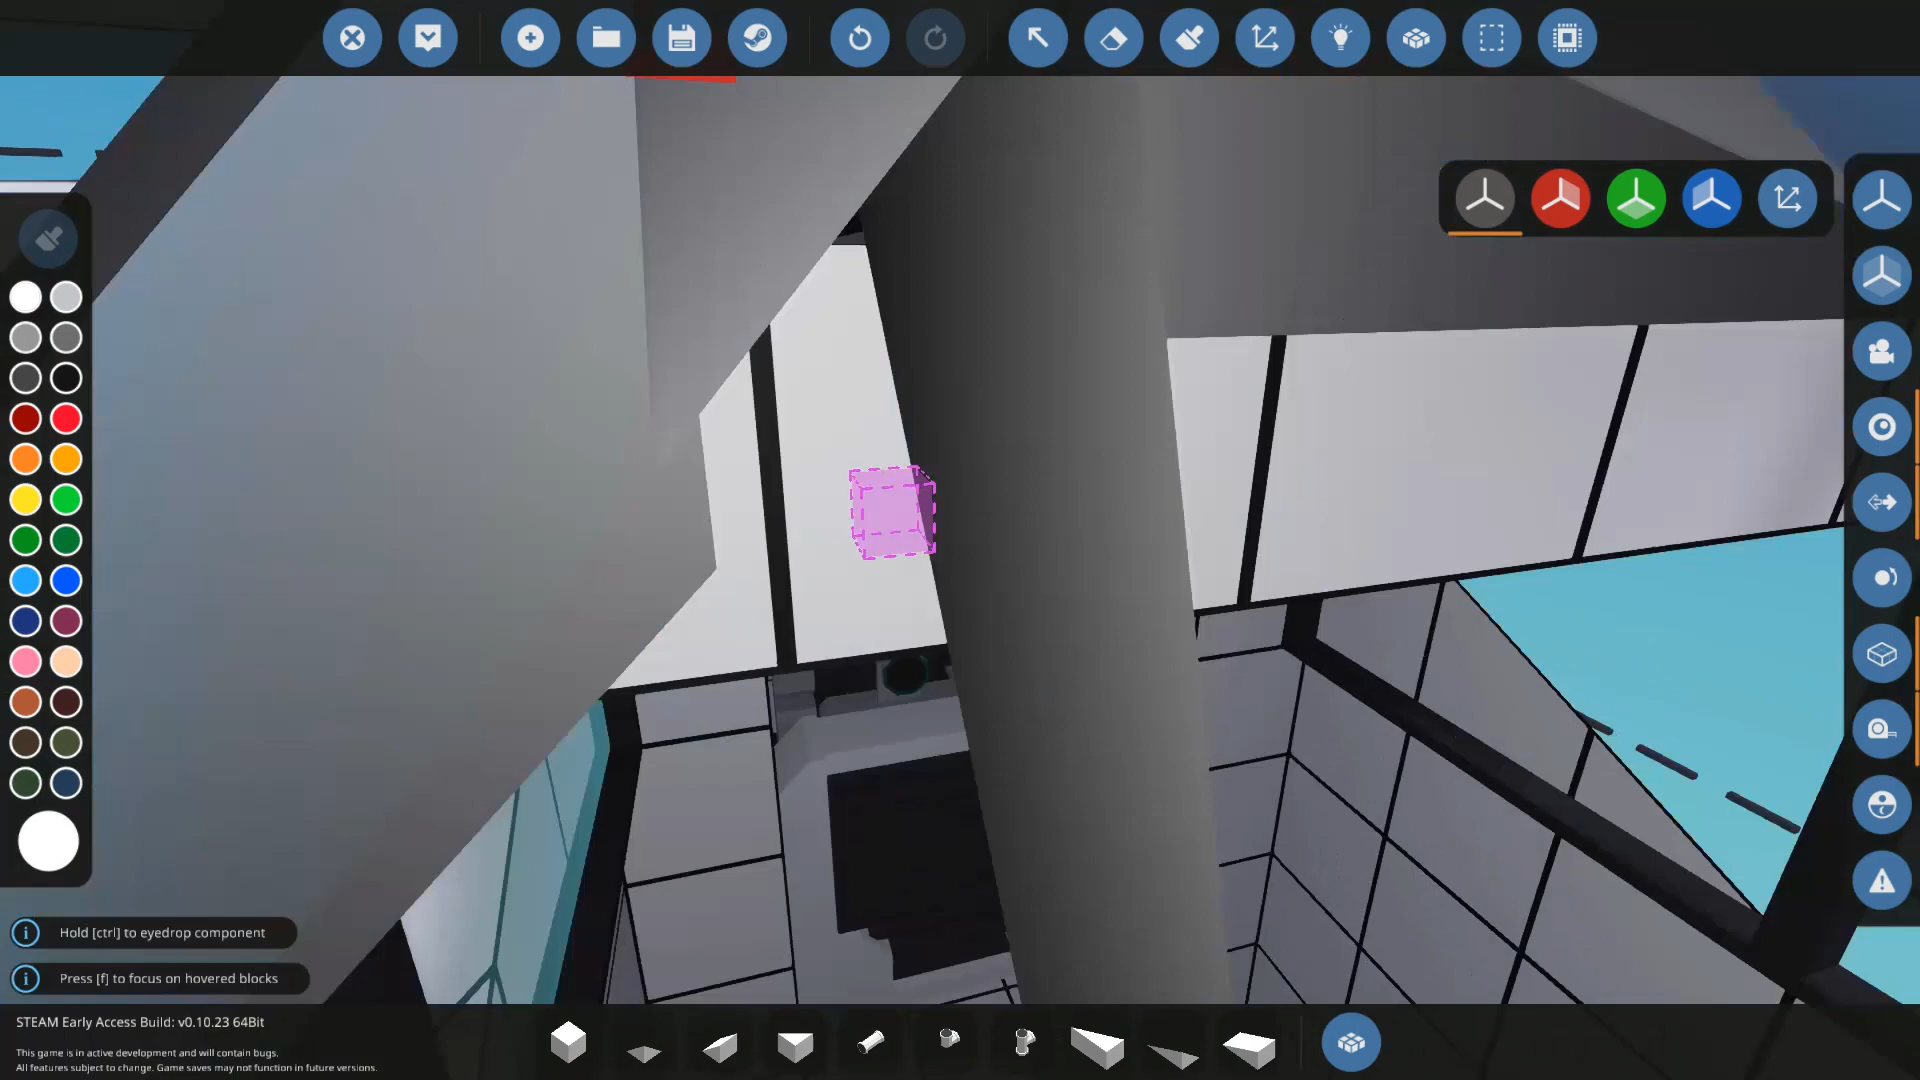 Hold [ctrl] to eyedrop component
Press [f] to focus on hovered blocks
STEAM Early Access Build: v0.10.23 64Bit
This game is in active development and will contain bugs.
All features subject to change. Game saves may not function in future versions.